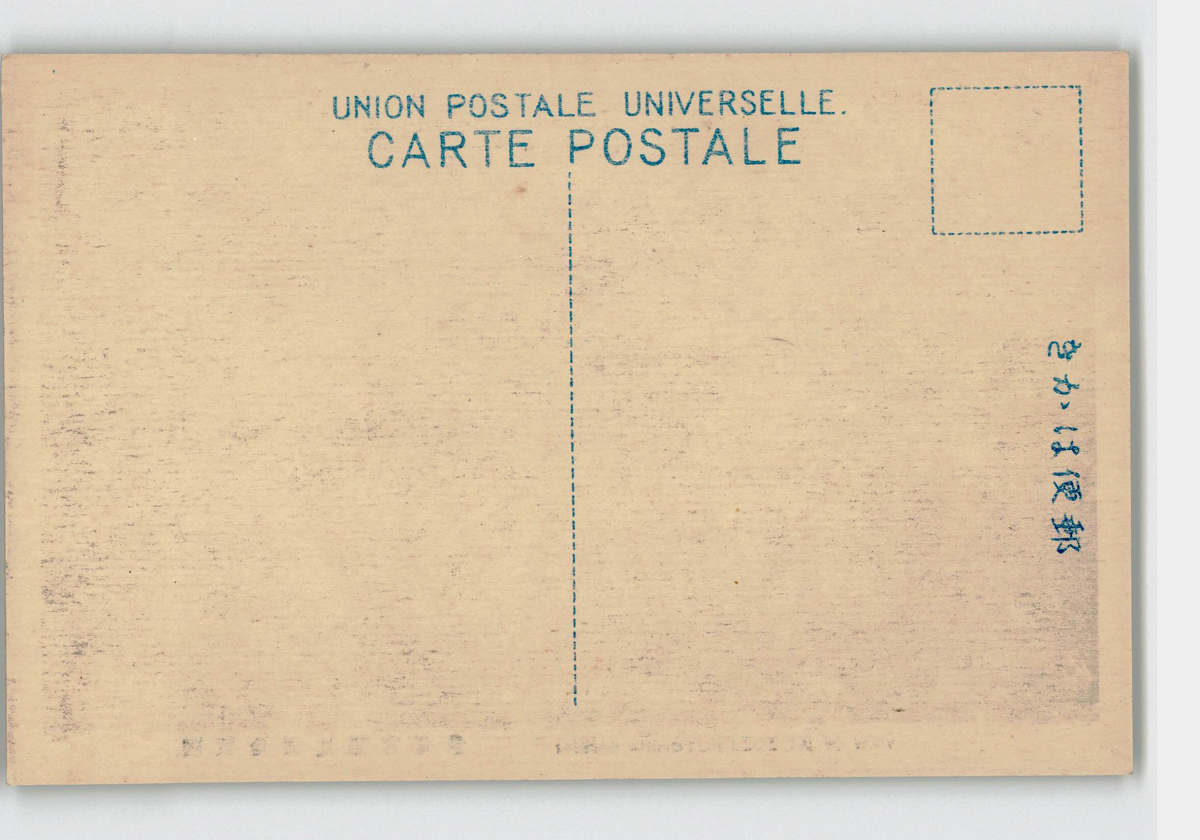 UNION POSTALE UNIVERSELLE.
CARTE POSTALE
郵便はかき